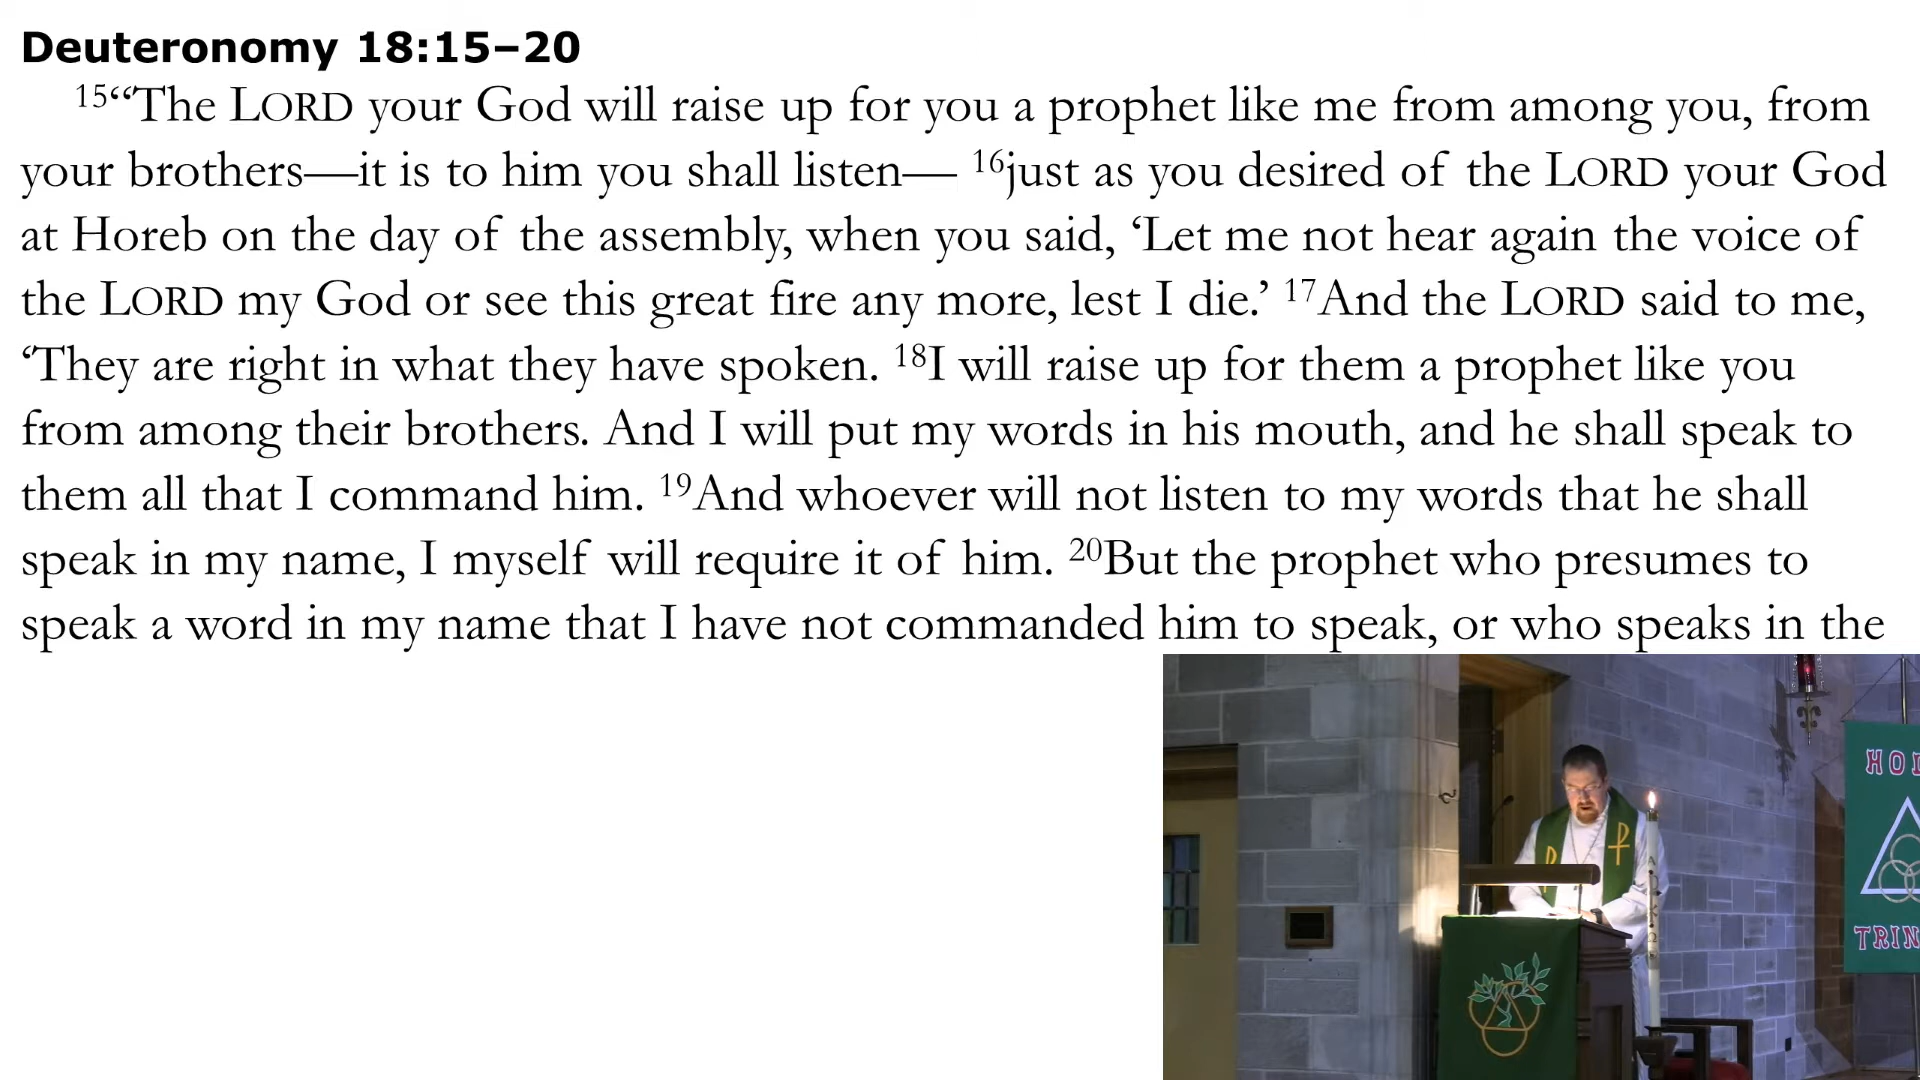 Deuteronomy 18:15–20
15“The LORD your God will raise up for you a prophet like me from among you, from
your brothers—it is to him you shall listen— 16just as you desired of the LORD your God
at Horeb on the day of the assembly, when you said, ‘Let me not hear again the voice of
the LORD my God or see this great fire any more, lest I die.’ 17And the LORD said to me,
‘They are right in what they have spoken. 18I will raise up for them a prophet like you
from among their brothers. And I will put my words in his mouth, and he shall speak to
them all that I command him. 19And whoever will not listen to my words that he shall
speak in my name, I myself will require it of him. 20But the prophet who presumes to
speak a word in my name that I have not commanded him to speak, or who speaks in the